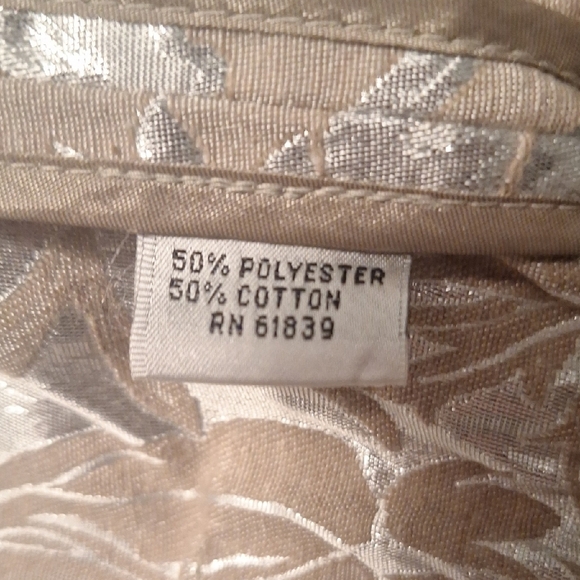 50% POLYESTER
50% COTTON
RN 61839